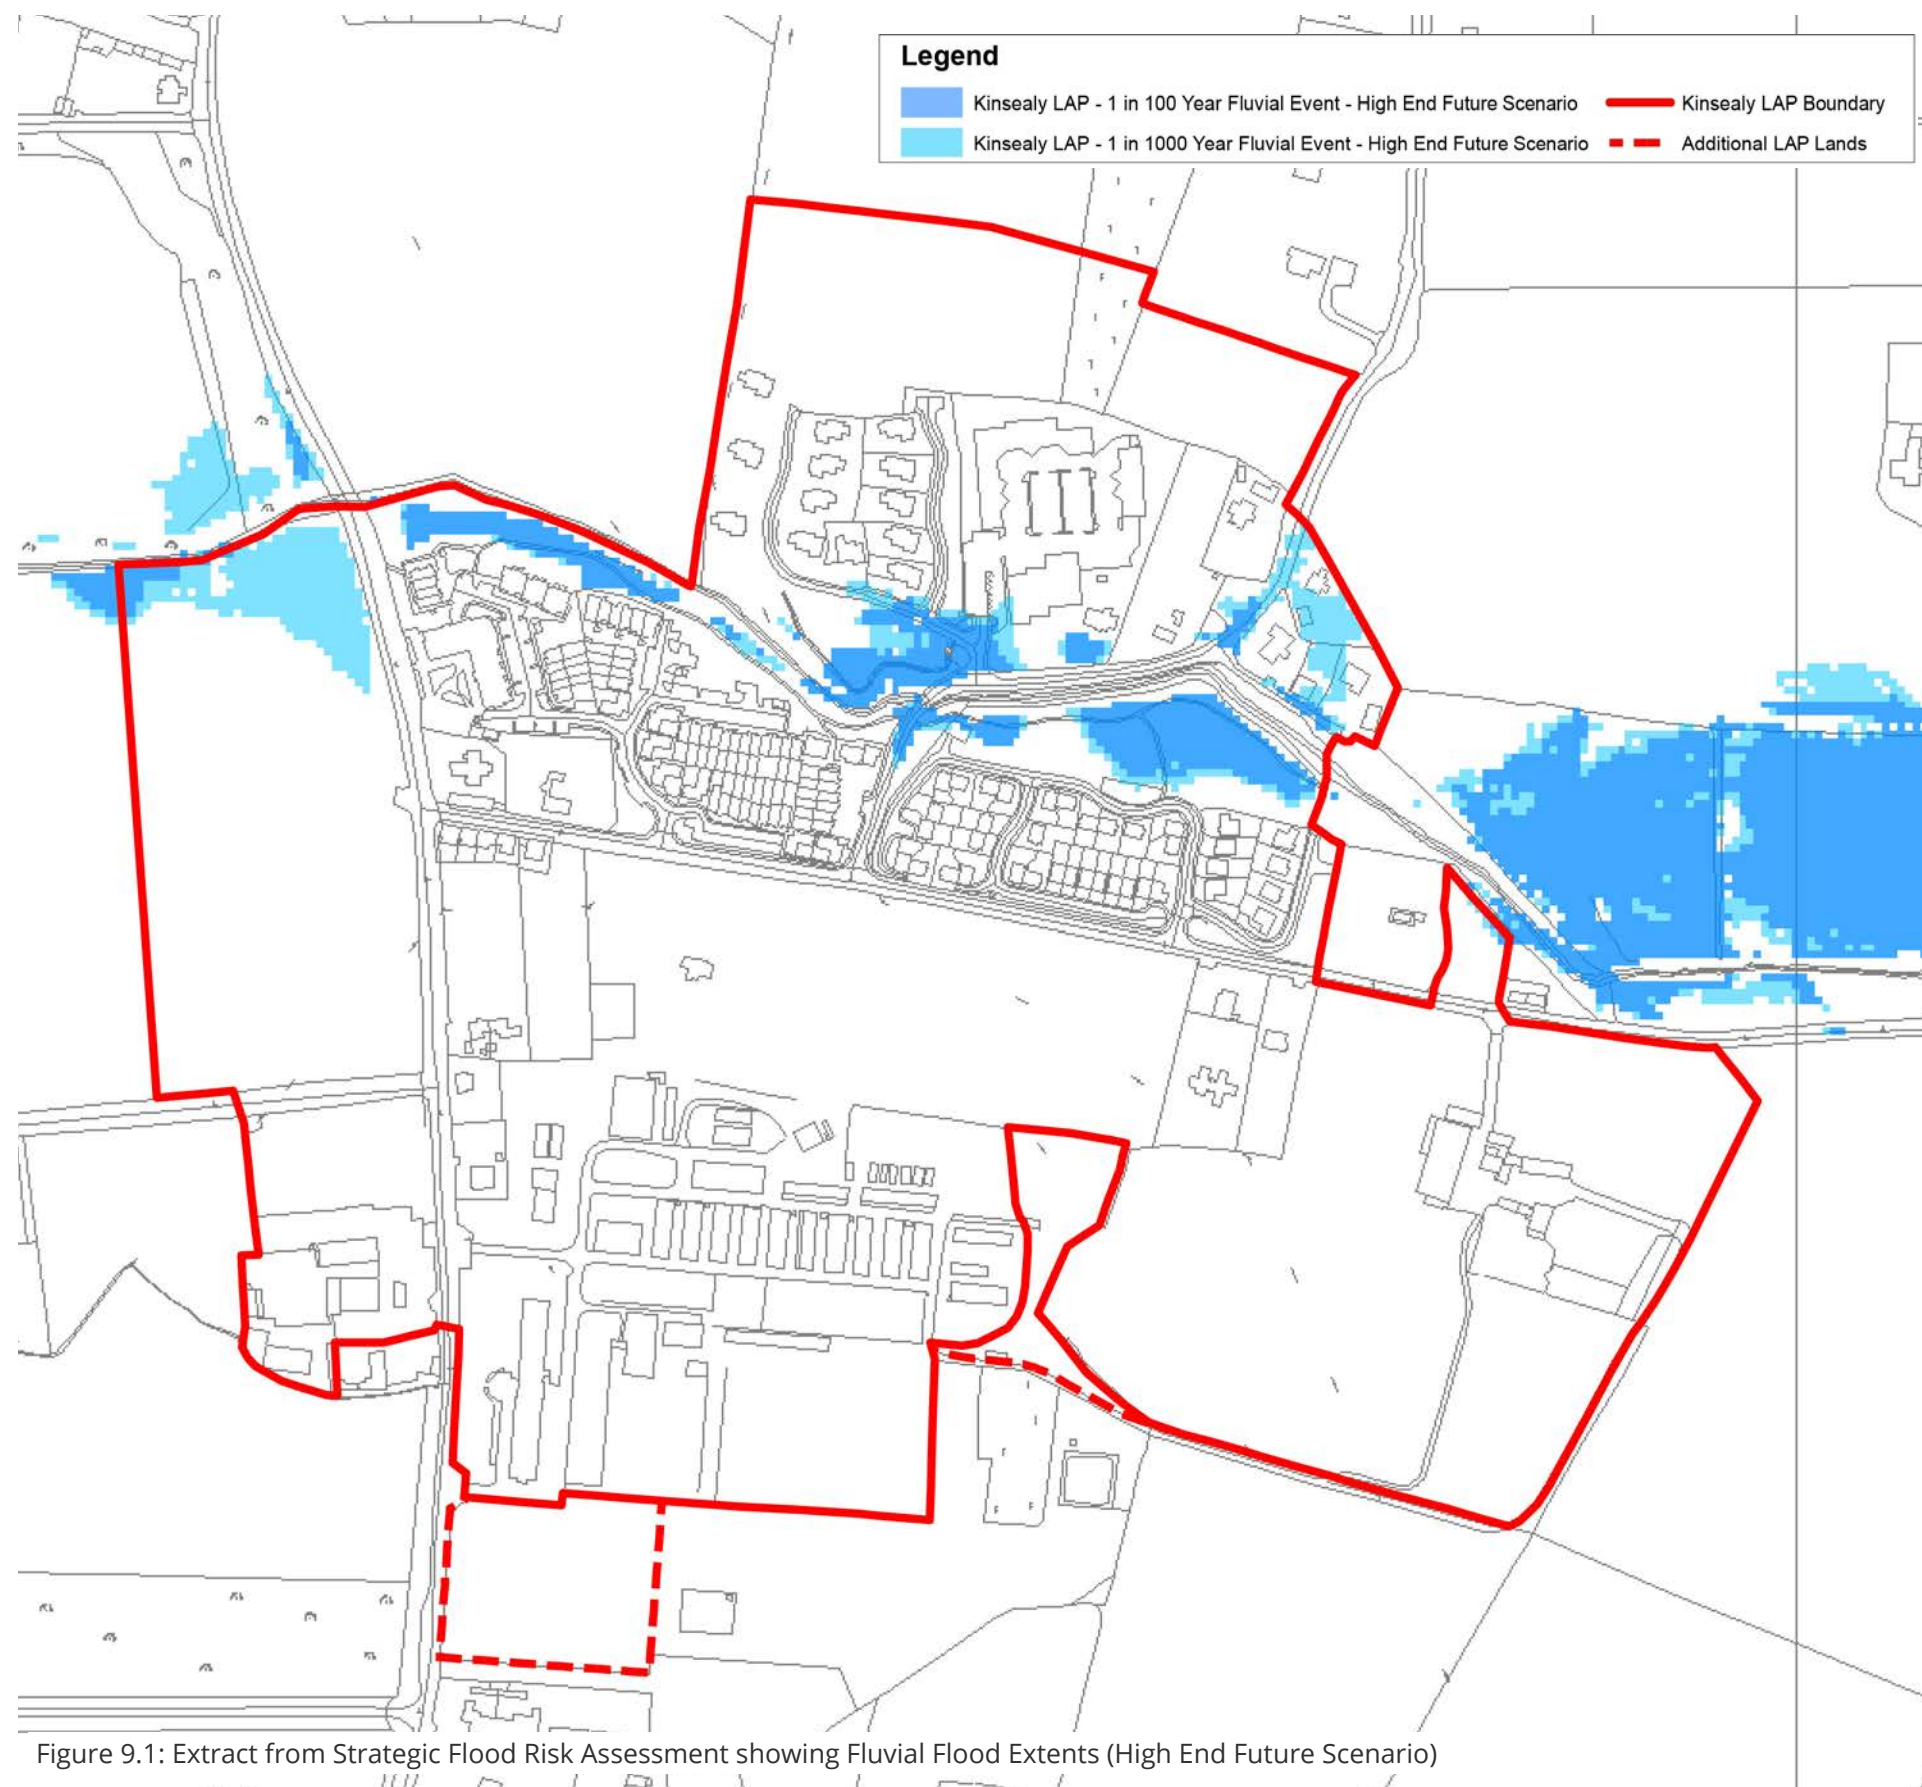 Legend
Kinsealy LAP - 1 in 100 Year Fluvial Event - High End Future Scenario
Kinsealy LAP Boundary
Kinsealy LAP - 1 in 1000 Year Fluvial Event - High End Future Scenario
Additional LAP Lands
Figure 9.1: Extract from Strategic Flood Risk Assessment showing Fluvial Flood Extents (High End Future Scenario)